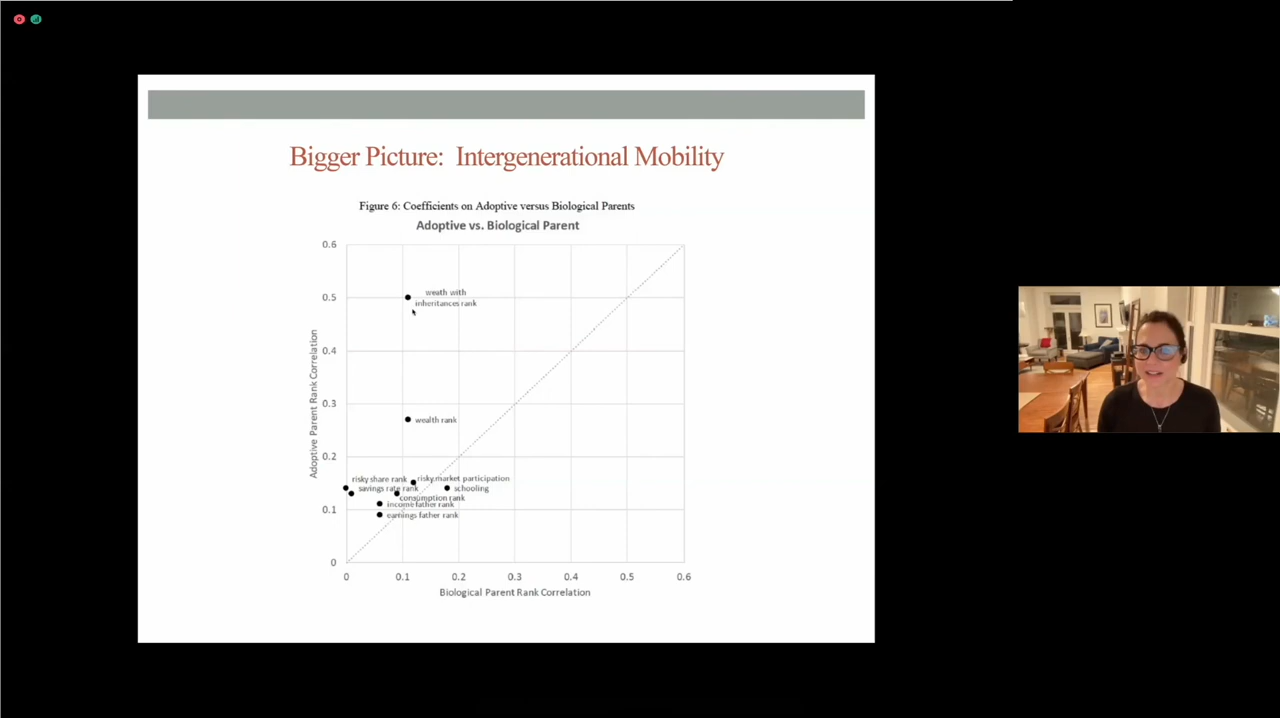 Bigger Picture: Intergenerational Mobility
Figure 6: Coefficients on Adoptive versus Biological Parents
Adoptive vs. Biological Parent
0.6
0.5
0.4
0.3
0.2
0.1
0
Adoptive Parent Rank Correlation
weath with
inheritances rank
wealth rank
risky share rank
risky market participation
savings rate rank
schooling
consumption rank
income father rank
earnings father rank
0 0.1 0.2 0.3 0.4 0.5 0.6
Biological Parent Rank Correlation